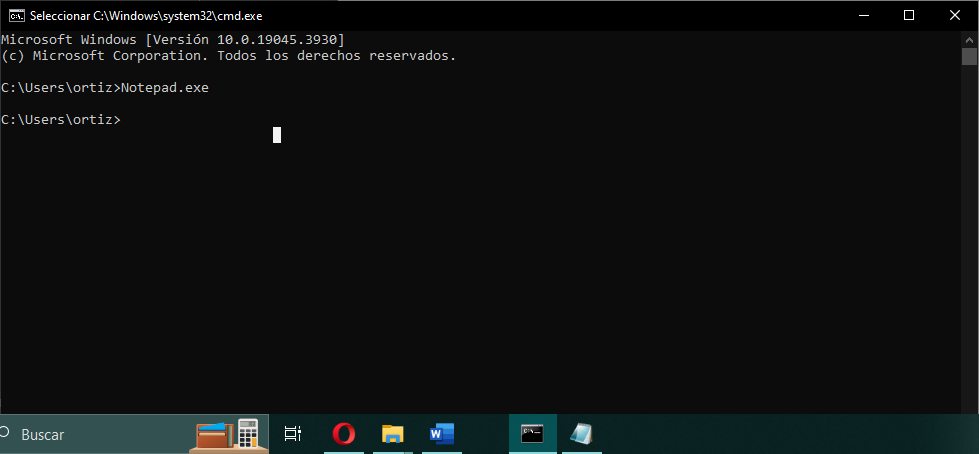 Seleccionar C:\Windows\system32\cmd.exe
Microsoft Windows [Versión 10.0.19045.3930]
(c) Microsoft Corporation. Todos los derechos reservados.
C:\Users\ortiz>Notepad.exe
C:\Users\ortiz>
Buscar